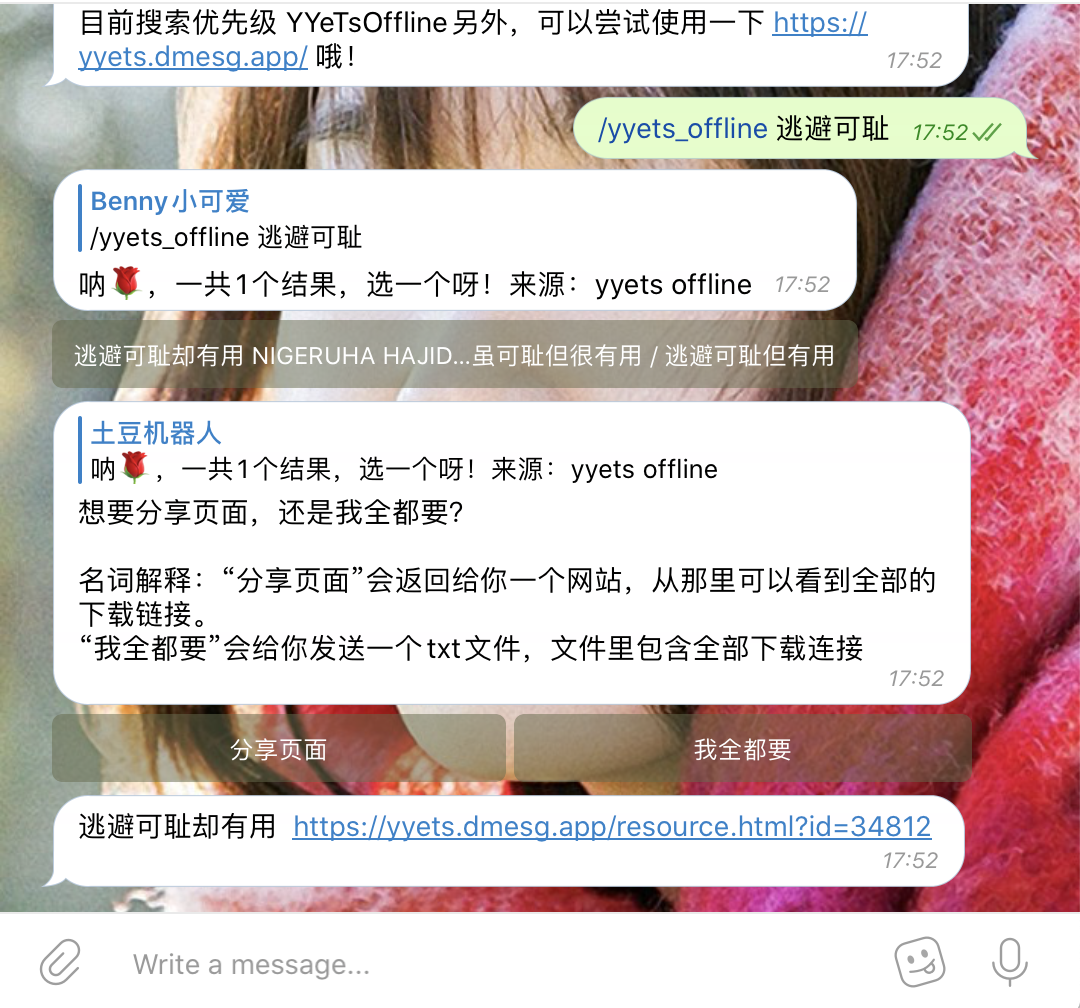 目前搜索优先级 YYeTsOffline另外，可以尝试使用一下 https://
yyets.dmesg.app/ 哦！
17:52
/yyets_offline 逃避可耻 17:52
Benny小可爱
/yyets_offline 逃避可耻
呐🌹，一共1个结果，选一个呀！来源：yyets offline 17:52
逃避可耻却有用 NIGERUHA HAJID...虽可耻但很有用 / 逃避可耻但有用
土豆机器人
呐🌹，一共1个结果，选一个呀！来源：yyets offline
想要分享页面，还是我全都要？
名词解释：“分享页面”会返回给你一个网站，从那里可以看到全部的
下载链接。
“我全都要”会给你发送一个txt文件，文件里包含全部下载连接
17:52
分享页面 我全都要
逃避可耻却有用 https://yyets.dmesg.app/resource.html?id=34812
17:52
Write a message...